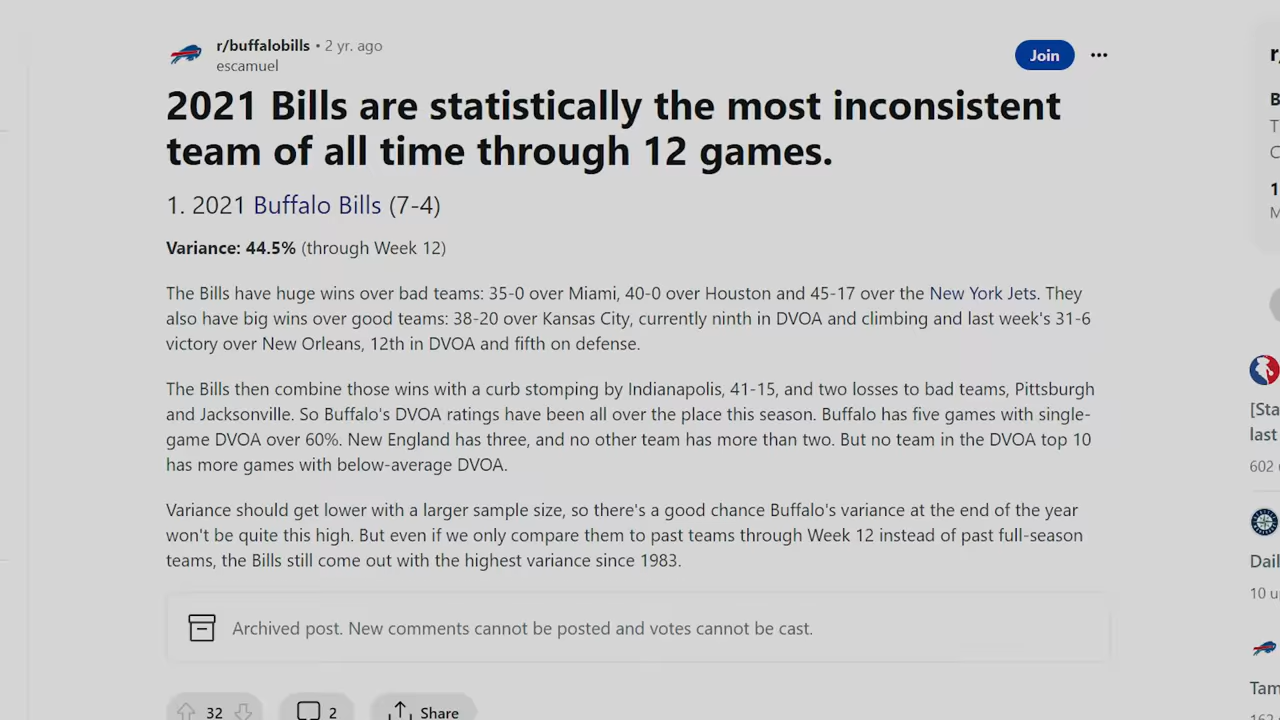 r/buffalobills • 2 yr. ago
escamuel
Join
2021 Bills are statistically the most inconsistent
team of all time through 12 games.
1. 2021 Buffalo Bills (7-4)
Variance: 44.5% (through Week 12)
The Bills have huge wins over bad teams: 35-0 over Miami, 40-0 over Houston and 45-17 over the New York Jets. They
also have big wins over good teams: 38-20 over Kansas City, currently ninth in DVOA and climbing and last week's 31-6
victory over New Orleans, 12th in DVOA and fifth on defense.
The Bills then combine those wins with a curb stomping by Indianapolis, 41-15, and two losses to bad teams, Pittsburgh
and Jacksonville. So Buffalo's DVOA ratings have been all over the place this season. Buffalo has five games with single-
game DVOA over 60%. New England has three, and no other team has more than two. But no team in the DVOA top 10
has more games with below-average DVOA.
Variance should get lower with a larger sample size, so there's a good chance Buffalo's variance at the end of the year
won't be quite this high. But even if we only compare them to past teams through Week 12 instead of past full-season
teams, the Bills still come out with the highest variance since 1983.
Archived post. New comments cannot be posted and votes cannot be cast.
32
2
Share
[Sta
last
602
Dail
10 u
Tam